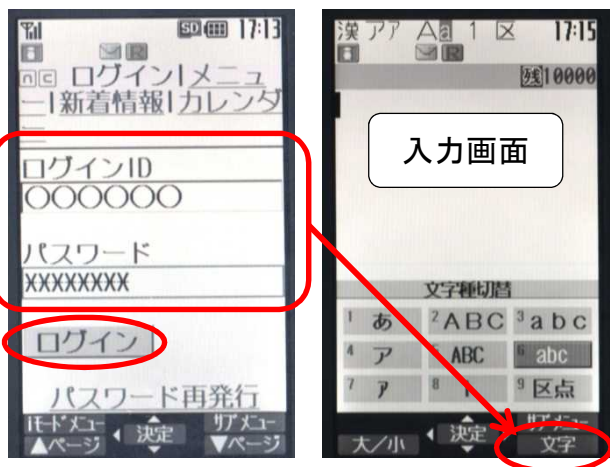 17:13
ログイン|メニュ
ー|新着情報|カレンダ
ー
ログインID
○○○○○○
パスワード
XXXXXXXX
ログイン
パスワード再発行
iモードメニュー
サブメニュー
▲ページ
決定
▼ページ
漢 アア Aa 1 区 17:15
残10000
入力画面
文字種切替
1 あ 2 ABC 3 abc
4 ア 5 ABC 6 abc
7 ア 8 1 9 区点
サブメニュー
大/小
決定
文字